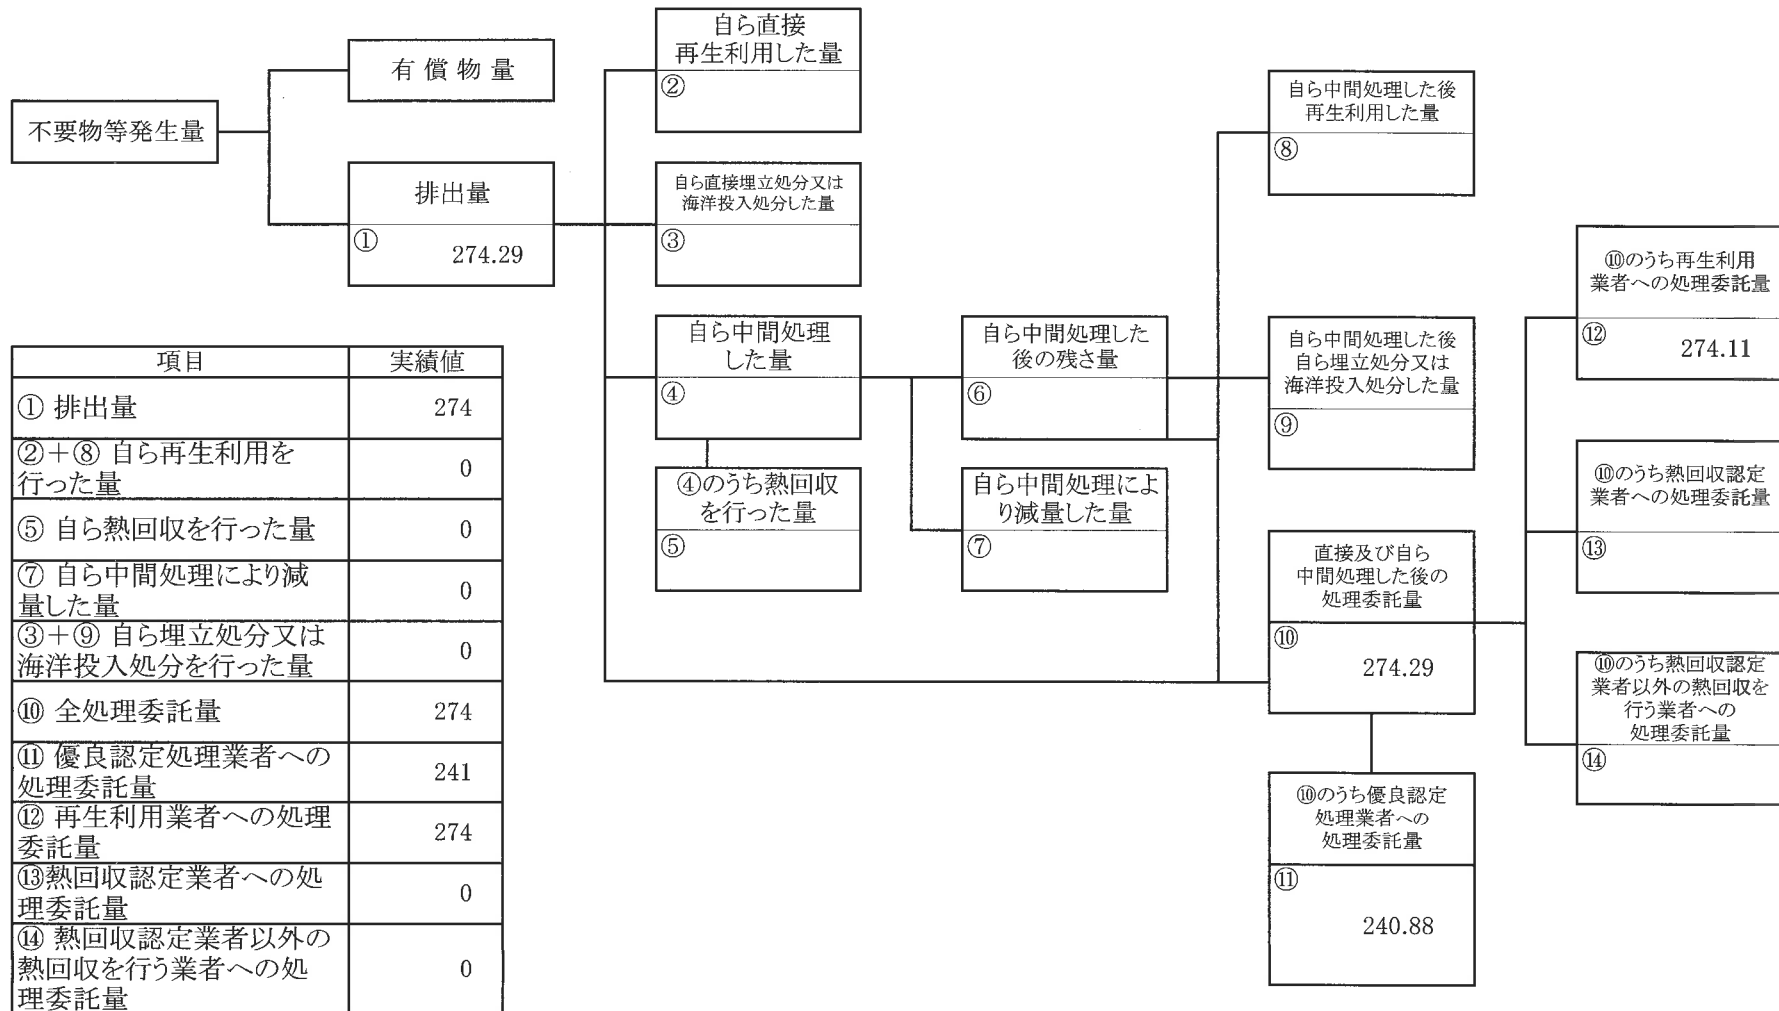 不要物等発生量
有償物量
排出量
①
274.29
自ら直接
再生利用した量
②
自ら直接埋立処分又は
海洋投入処分した量
③
自ら中間処理
した量
④
④のうち熱回収
を行った量
⑤
自ら中間処理した
後の残さ量
⑥
自ら中間処理によ
り減量した量
⑦
自ら中間処理した後
再生利用した量
⑧
自ら中間処理した後
自ら埋立処分又は
海洋投入処分した量
⑨
直接及び自ら
中間処理した後の
処理委託量
⑩
274.29
⑩のうち優良認定
処理業者への
処理委託量
⑪
240.88
⑩のうち再生利用
業者への処理委託量
⑫
274.11
⑩のうち熱回収認定
業者への処理委託量
⑬
⑩のうち熱回収認定
業者以外の熱回収を
行う業者への
処理委託量
⑭
項目 実績値
① 排出量 274
②+⑧ 自ら再生利用を
行った量 0
⑤ 自ら熱回収を行った量 0
⑦ 自ら中間処理により減
量した量 0
③+⑨ 自ら埋立処分又は
海洋投入処分を行った量 0
⑩ 全処理委託量 274
⑪ 優良認定処理業者への
処理委託量 241
⑫ 再生利用業者への処理
委託量 274
⑬熱回収認定業者への処
理委託量 0
⑭ 熱回収認定業者以外の
熱回収を行う業者への処
理委託量 0